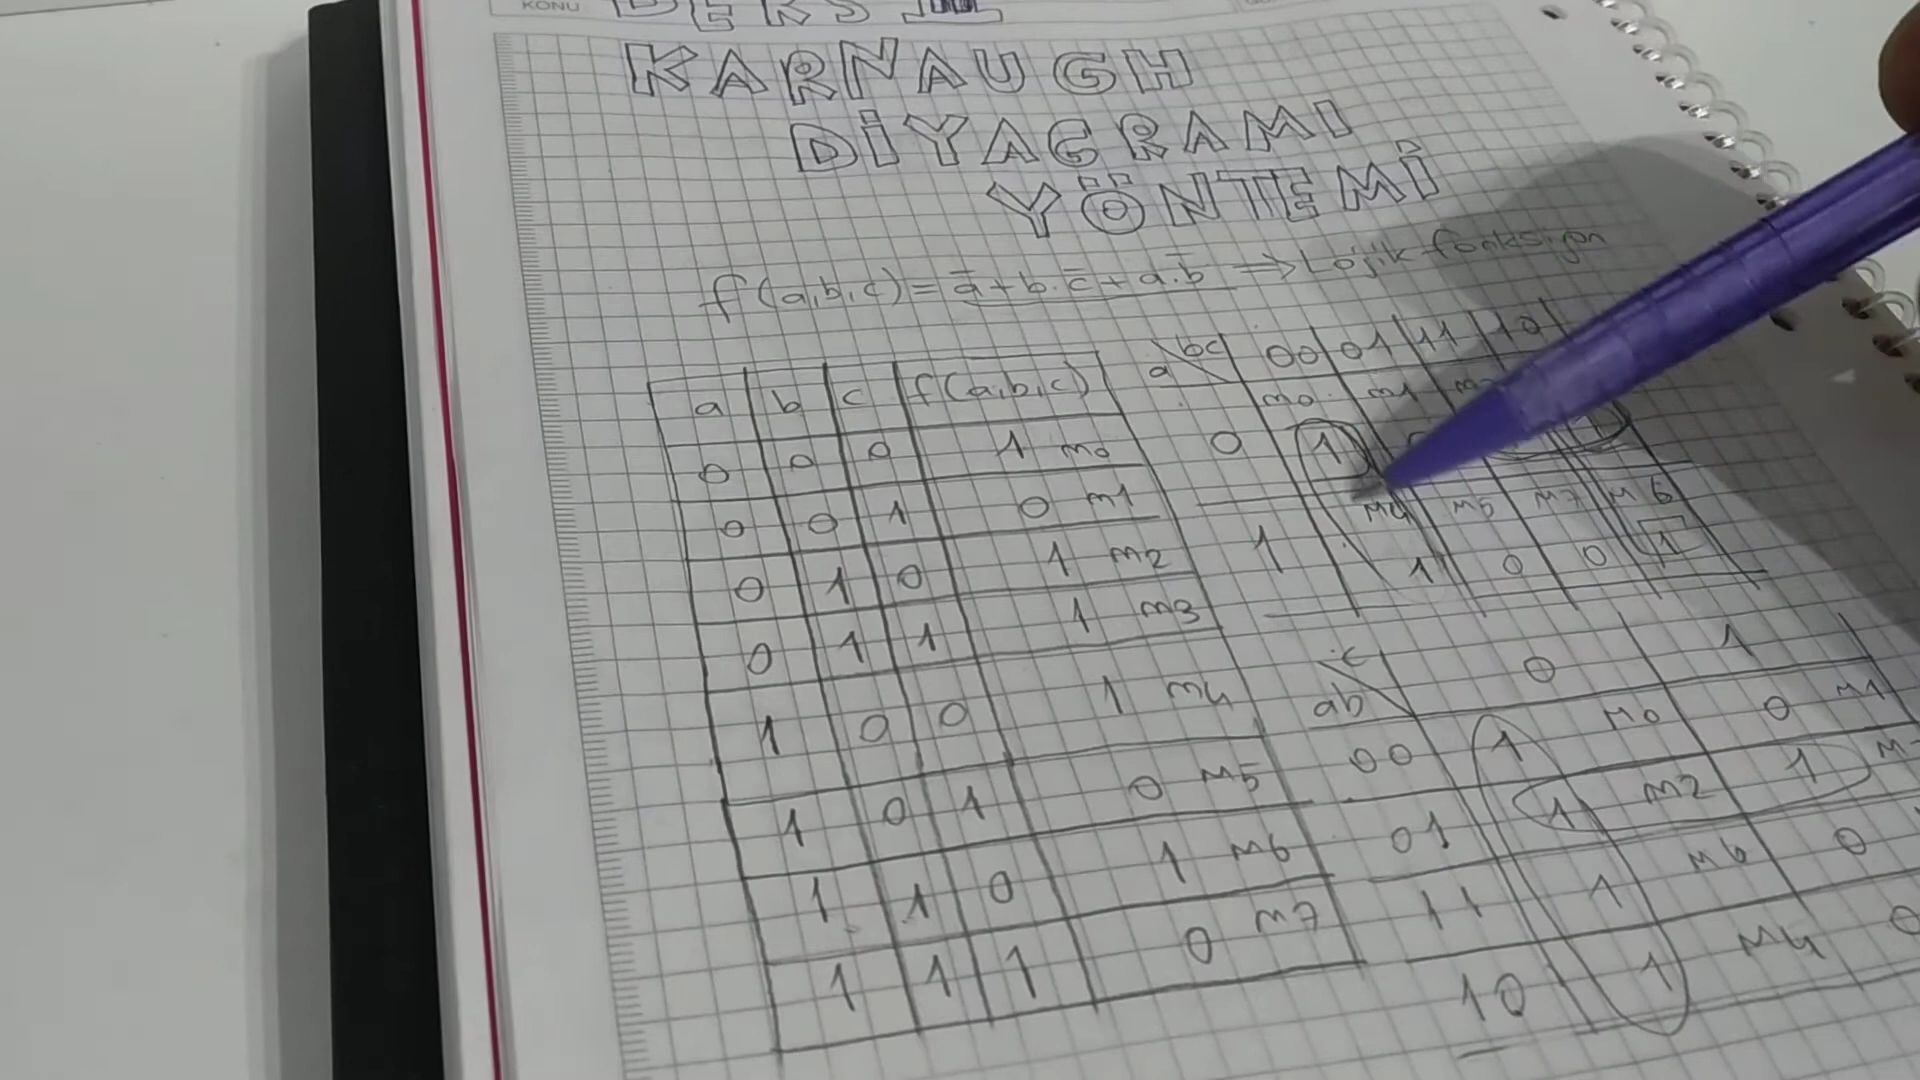 KONU
DERS III
KARNAUGH
DİYAGRAMI
YÖNTEMİ
f(a,b,c)= a̅+b.c̅+a.b̅ => Lojik fonksiyon
a b c f(a,b,c)
0 0 0 1 m0
0 0 1 0 m1
0 1 0 1 m2
0 1 1 1 m3
1 0 0 1 m4
1 0 1 0 m5
1 1 0 1 m6
1 1 1 0 m7
a bc 00 01 11 10
m0 m1
0 1 1
m4 m5 m7 m6
1 1 0 0 1
ab c 0 1
00 1 m0 0 m1
01 1 m2 1
11 1 m6 0
10 1 m4 0